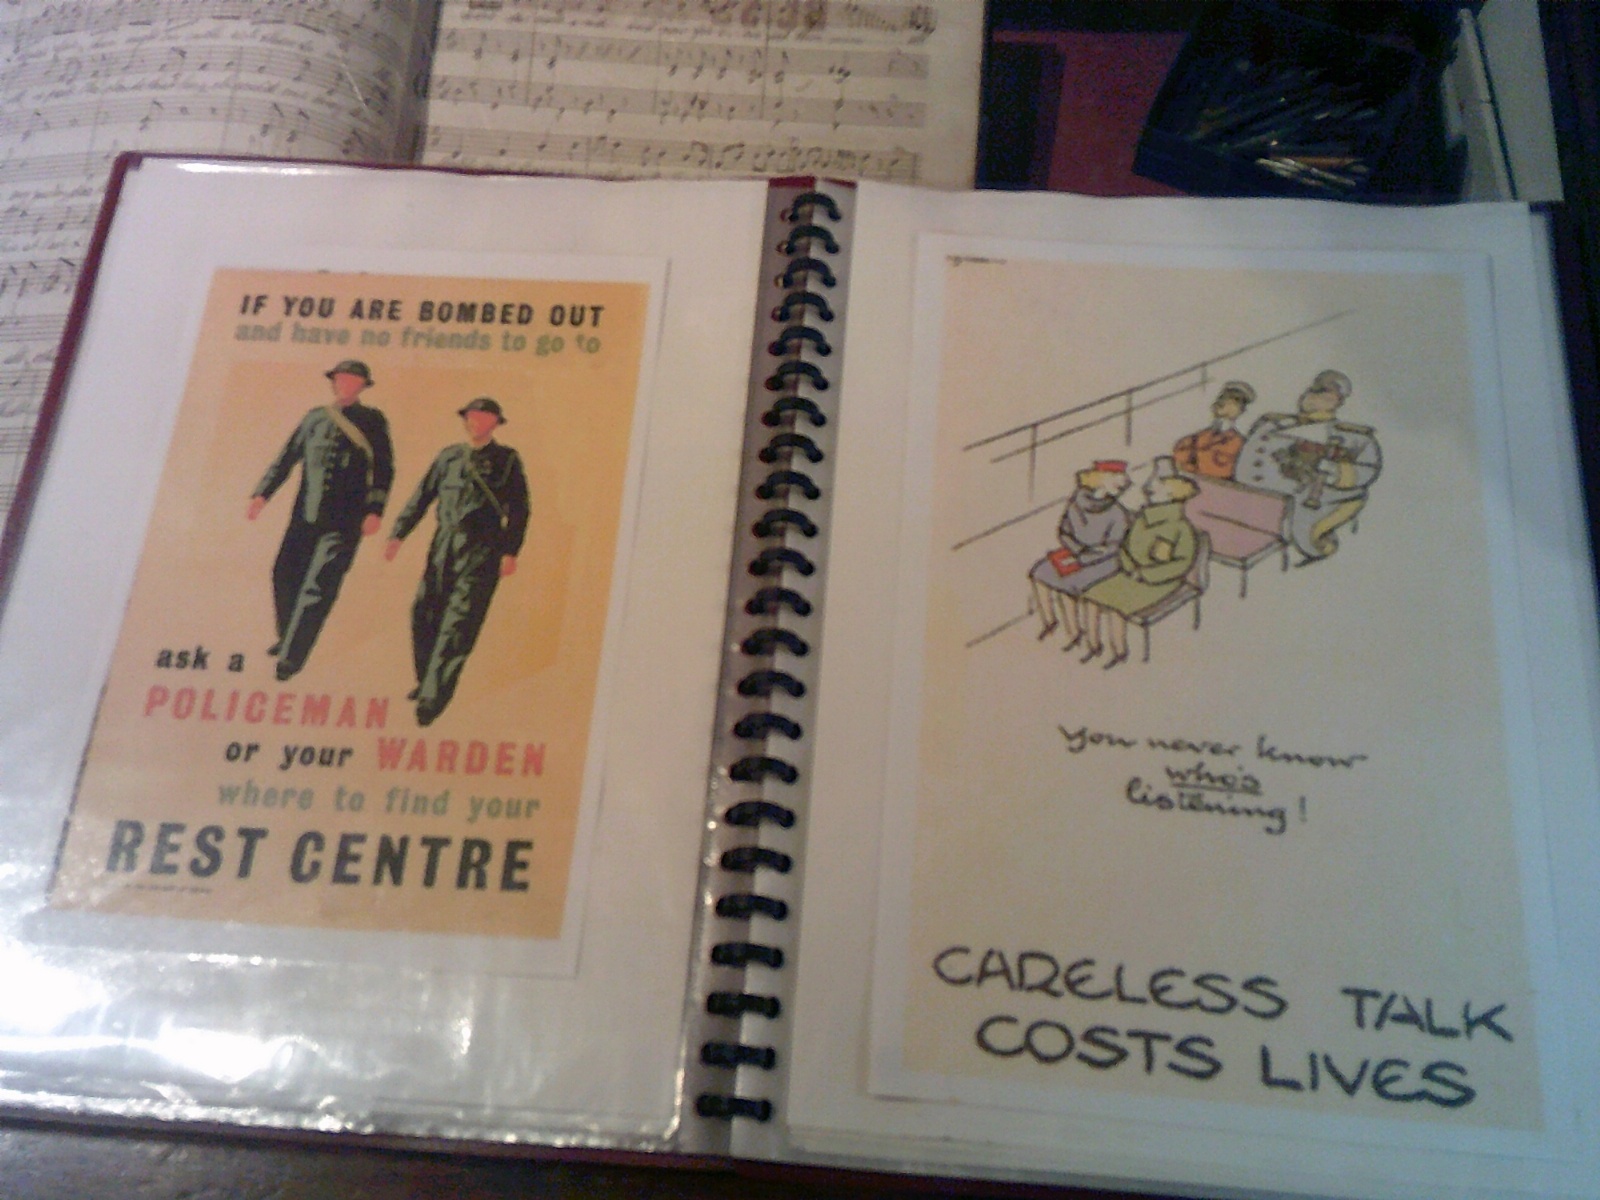 IF YOU ARE BOMBED OUT
and have no friends to go to
ask a
POLICEMAN
or your WARDEN
where to find your
REST CENTRE
you never know
who's
listening!
CARELESS TALK
COSTS LIVES